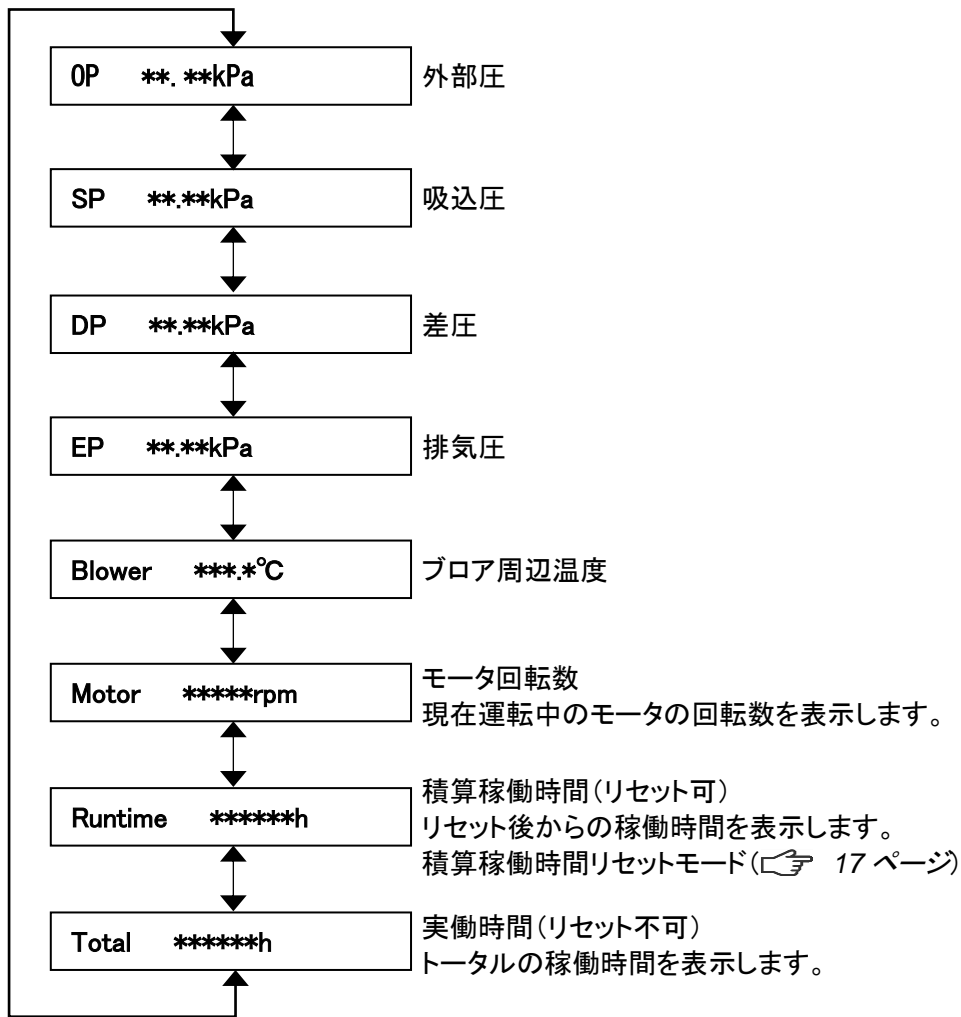 OP **.**kPa 外部圧
SP **.**kPa 吸込圧
DP **.**kPa 差圧
EP **.**kPa 排気圧
Blower ***.*℃ ブロア周辺温度
Motor *****rpm
モータ回転数
現在運転中のモータの回転数を表示します。
Runtime ******h
積算稼働時間(リセット可)
リセット後からの稼働時間を表示します。
積算稼働時間リセットモード(☞ 17 ページ)
Total ******h
実働時間(リセット不可)
トータルの稼働時間を表示します。